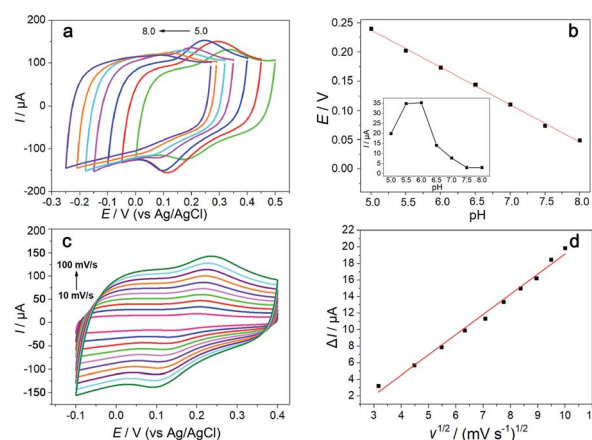 a
8.0 5.0
I / µA
150
100
50
0
-50
-100
-150
-200
-0.3 -0.2 -0.1 0.0 0.1 0.2 0.3 0.4 0.5
E / V (vs Ag/AgCl)
b
E / V
0.25
0.20
0.15
0.10
0.05
0.00
I / µA
35
30
25
20
15
10
5
0
5.0 5.5 6.0 6.5 7.0 7.5 8.0
pH
5.0 5.5 6.0 6.5 7.0 7.5 8.0
pH
c
100 mV/s
10 mV/s
I / µA
200
150
100
50
0
-50
-100
-150
-0.1 0.0 0.1 0.2 0.3 0.4
E / V (vs Ag/AgCl)
d
ΔI / µA
22
20
18
16
14
12
10
8
6
4
2
3 4 5 6 7 8 9 10
v1/2 / (mV s-1)1/2